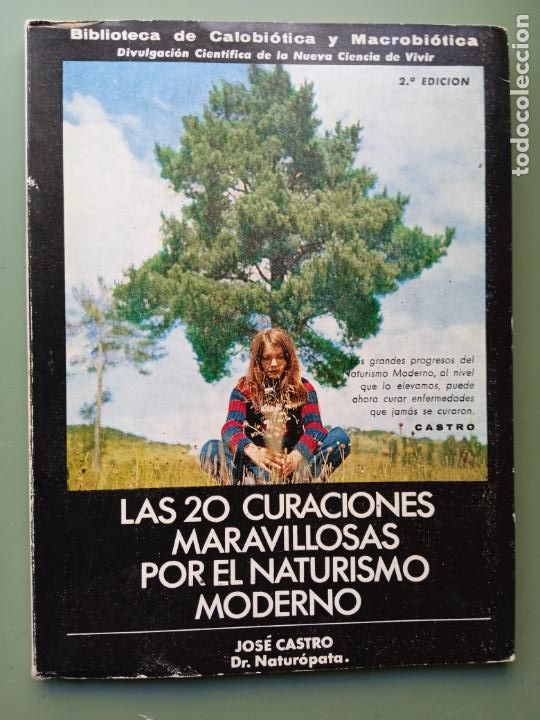 Biblioteca de Calobiótica y Macrobiótica
Divulgación Científica de la Nueva Ciencia de Vivir
2.ª EDICION
Los grandes progresos del
Naturismo Moderno, al nivel
que lo elevamos, puede
ahora curar enfermedades
que jamás se curaron.
CASTRO
LAS 20 CURACIONES
MARAVILLOSAS
POR EL NATURISMO
MODERNO
JOSÉ CASTRO
Dr. Naturópata.
todocoleccion